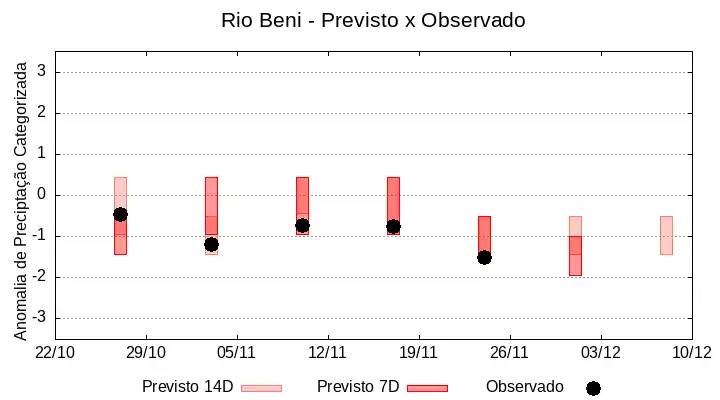 Rio Beni - Previsto x Observado
Anomalia de Preciptação Categorizada
3
2
1
0
-1
-2
-3
22/10 29/10 05/11 12/11 19/11 26/11 03/12 10/12
Previsto 14D Previsto 7D Observado